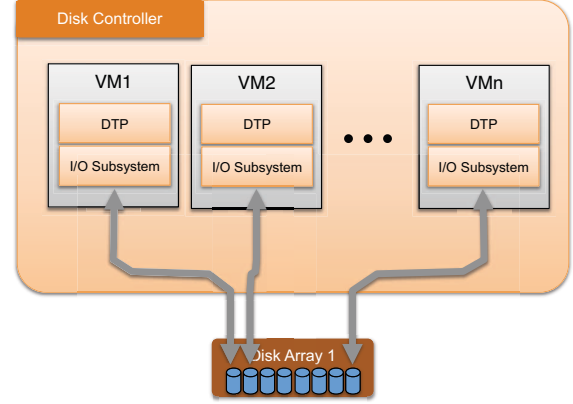 Disk Controller
VM1
VM2
VMn
DTP
DTP
DTP
I/O Subsystem
I/O Subsystem
I/O Subsystem
Disk Array 1